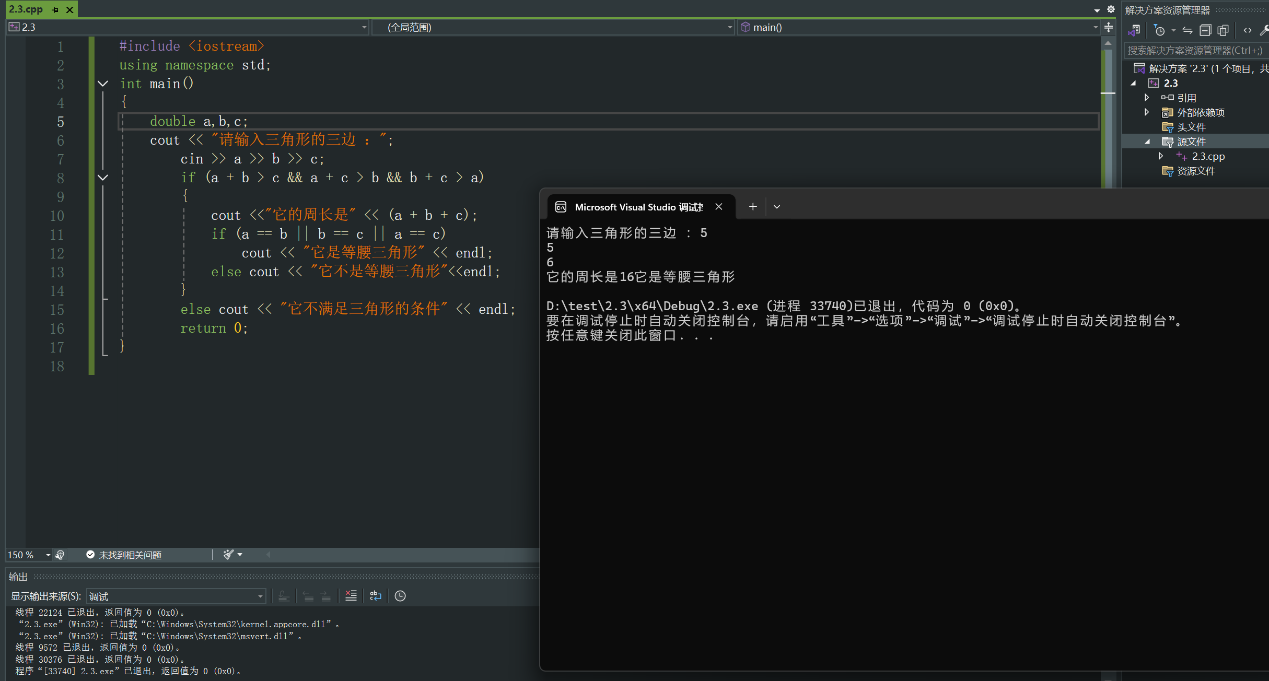 2.3.cpp
解决方案资源管理器
2.3
(全局范围)
main()
搜索解决方案资源管理器(Ctrl+;)
解决方案 '2.3' (1 个项目, 共
2.3
引用
外部依赖项
头文件
源文件
2.3.cpp
资源文件
1 #include <iostream>
2 using namespace std;
3 int main()
4 {
5 double a,b,c;
6 cout << "请输入三角形的三边 : ";
7 cin >> a >> b >> c;
8 if (a + b > c && a + c > b && b + c > a)
9 {
10 cout <<"它的周长是" << (a + b + c);
11 if (a == b || b == c || a == c)
12 cout << "它是等腰三角形" << endl;
13 else cout << "它不是等腰三角形"<<endl;
14 }
15 else cout << "它不满足三角形的条件" << endl;
16 return 0;
17 }
18
Microsoft Visual Studio 调试
请输入三角形的三边 : 5
5
6
它的周长是16它是等腰三角形
D:\test\2.3\x64\Debug\2.3.exe (进程 33740)已退出，代码为 0 (0x0)。
要在调试停止时自动关闭控制台，请启用“工具”->“选项”->“调试”->“调试停止时自动关闭控制台”。
按任意键关闭此窗口. . .
150 %
未找到相关问题
输出
显示输出来源(S): 调试
线程 22124 已退出，返回值为 0 (0x0)。
“2.3.exe”(Win32): 已加载“C:\Windows\System32\kernel.appcore.dll”。
“2.3.exe”(Win32): 已加载“C:\Windows\System32\msvcrt.dll”。
线程 9572 已退出，返回值为 0 (0x0)。
线程 30376 已退出，返回值为 0 (0x0)。
程序“[33740] 2.3.exe”已退出，返回值为 0 (0x0)。